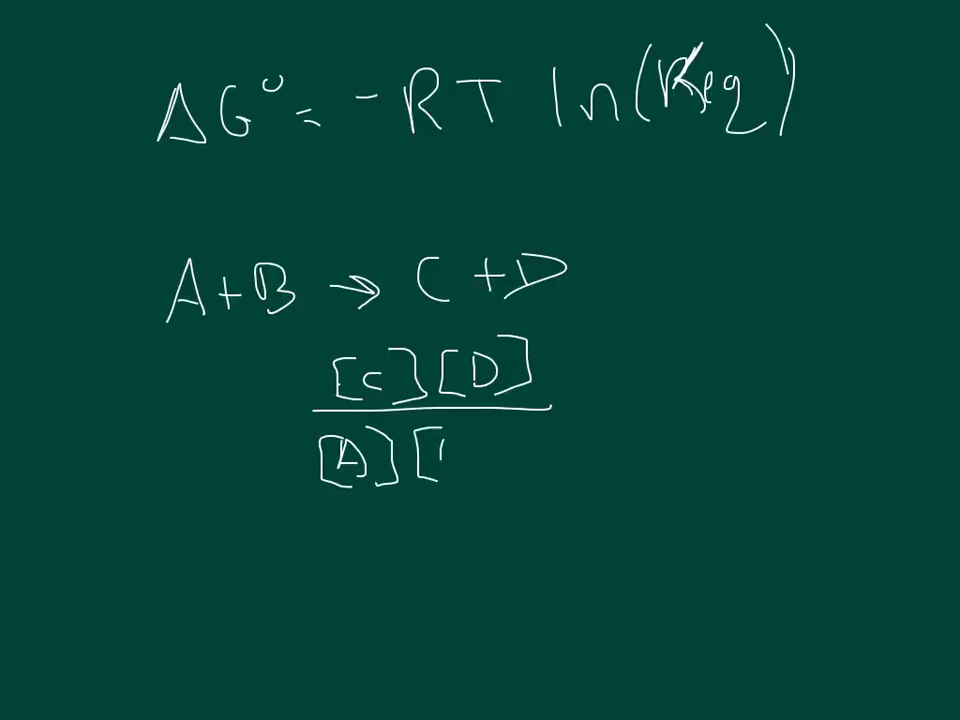 ΔG° = -RT ln(Keq)
A+B → C+D
[C][D]
[A][